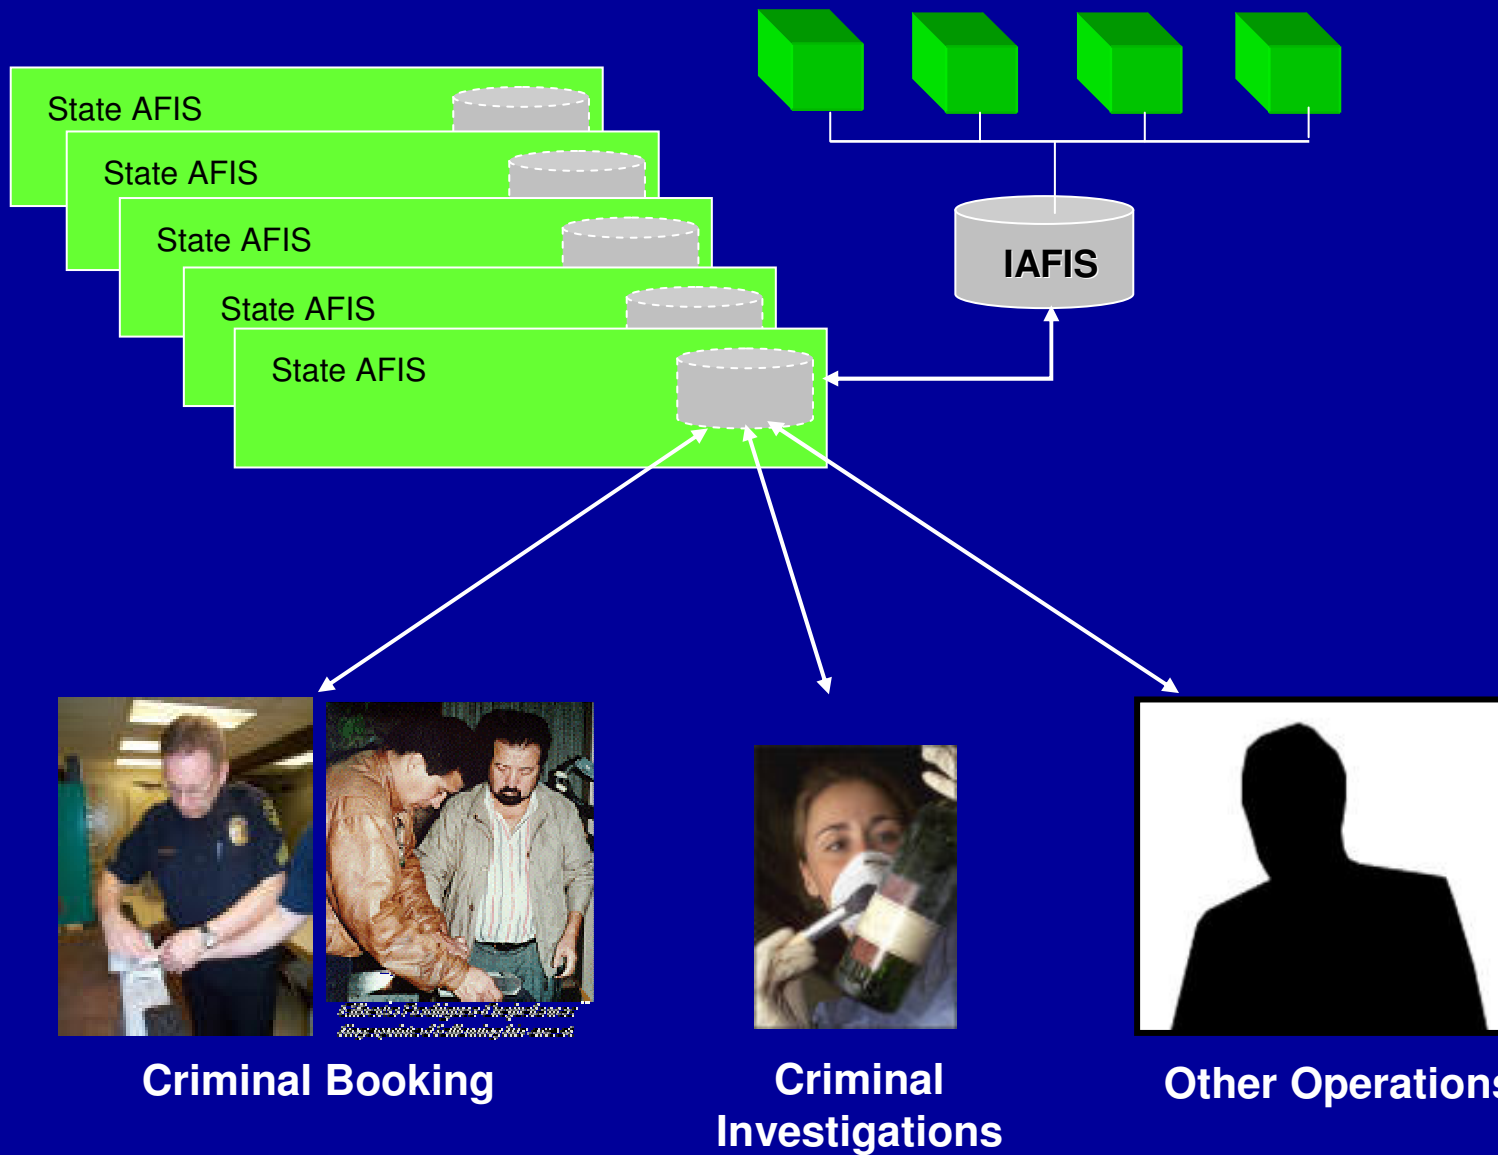 State AFIS
State AFIS
State AFIS
State AFIS
State AFIS
IAFIS
Criminal Booking
Criminal
Investigations
Other Operations